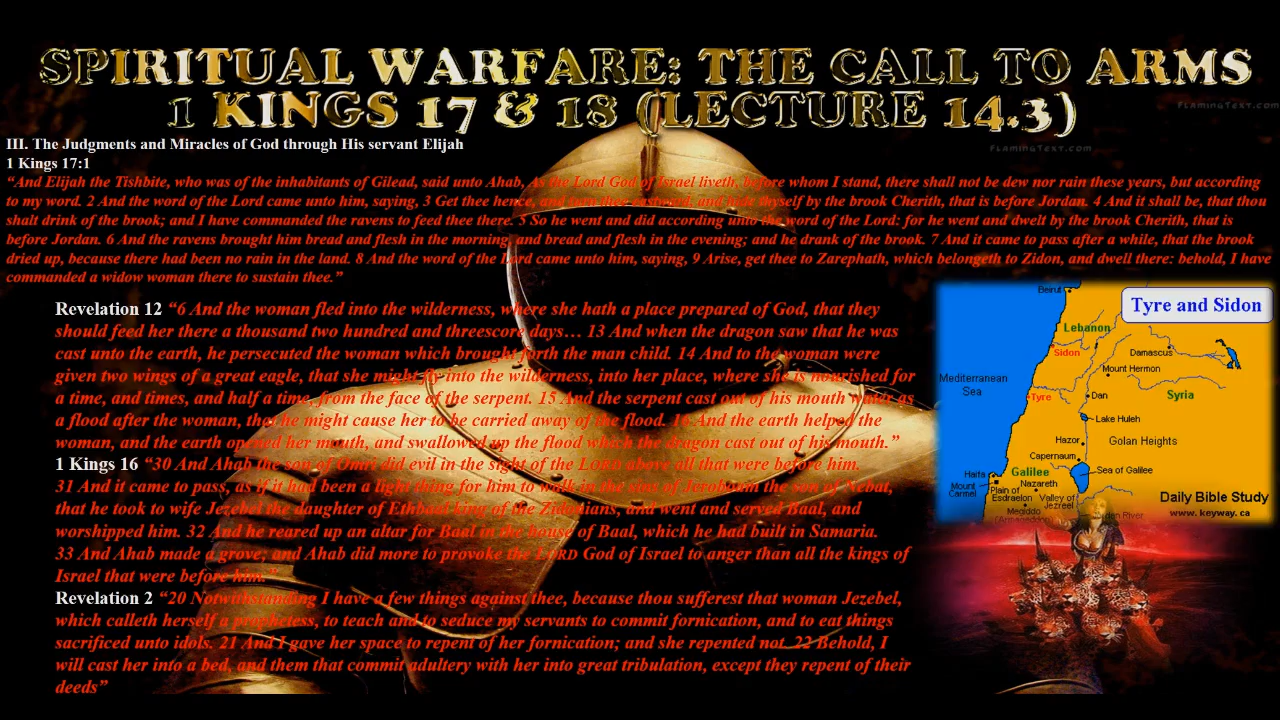 SPIRITUAL WARFARE: THE CALL TO ARMS
1 KINGS 17 & 18 (LECTURE 14.3)
FLAMINGTEXT.COM
FLAMINGTEXT.COM
III. The Judgments and Miracles of God through His servant Elijah
1 Kings 17:1
“And Elijah the Tishbite, who was of the inhabitants of Gilead, said unto Ahab, As the Lord God of Israel liveth, before whom I stand, there shall not be dew nor rain these years, but according
to my word. 2 And the word of the Lord came unto him, saying, 3 Get thee hence, and turn thee eastward, and hide thyself by the brook Cherith, that is before Jordan. 4 And it shall be, that thou
shalt drink of the brook; and I have commanded the ravens to feed thee there. 5 So he went and did according unto the word of the Lord: for he went and dwelt by the brook Cherith, that is
before Jordan. 6 And the ravens brought him bread and flesh in the morning, and bread and flesh in the evening; and he drank of the brook. 7 And it came to pass after a while, that the brook
dried up, because there had been no rain in the land. 8 And the word of the Lord came unto him, saying, 9 Arise, get thee to Zarephath, which belongeth to Zidon, and dwell there: behold, I have
commanded a widow woman there to sustain thee.”
Revelation 12 “6 And the woman fled into the wilderness, where she hath a place prepared of God, that they
should feed her there a thousand two hundred and threescore days… 13 And when the dragon saw that he was
cast unto the earth, he persecuted the woman which brought forth the man child. 14 And to the woman were
given two wings of a great eagle, that she might fly into the wilderness, into her place, where she is nourished for
a time, and times, and half a time, from the face of the serpent. 15 And the serpent cast out of his mouth water as
a flood after the woman, that he might cause her to be carried away of the flood. 16 And the earth helped the
woman, and the earth opened her mouth, and swallowed up the flood which the dragon cast out of his mouth.”
1 Kings 16 “30 And Ahab the son of Omri did evil in the sight of the LORD above all that were before him.
31 And it came to pass, as if it had been a light thing for him to walk in the sins of Jeroboam the son of Nebat,
that he took to wife Jezebel the daughter of Ethbaal king of the Zidonians, and went and served Baal, and
worshipped him. 32 And he reared up an altar for Baal in the house of Baal, which he had built in Samaria.
33 And Ahab made a grove; and Ahab did more to provoke the LORD God of Israel to anger than all the kings of
Israel that were before him.”
Revelation 2 “20 Notwithstanding I have a few things against thee, because thou sufferest that woman Jezebel,
which calleth herself a prophetess, to teach and to seduce my servants to commit fornication, and to eat things
sacrificed unto idols. 21 And I gave her space to repent of her fornication; and she repented not. 22 Behold, I
will cast her into a bed, and them that commit adultery with her into great tribulation, except they repent of their
deeds”
Beirut
Tyre and Sidon
Lebanon
Sidon
Damascus
Mount Hermon
Mediterranean
Sea
Tyre
Dan
Syria
Lake Huleh
Hazor
Golan Heights
Capernaum
Haifa
Galilee
Sea of Galilee
Nazareth
Mount
Carmel
Plain of
Esdraelon
Valley of
Jezreel
Megiddo
Daily Bible Study
www.keyway.ca
River